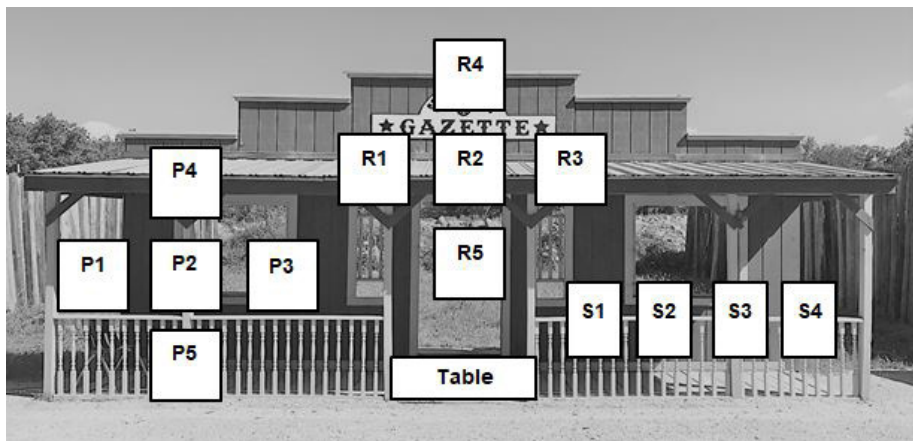 R4
GAZETTE
R1 R2 R3
P4
R5
P1 P2 P3
S1 S2 S3 S4
P5
Table